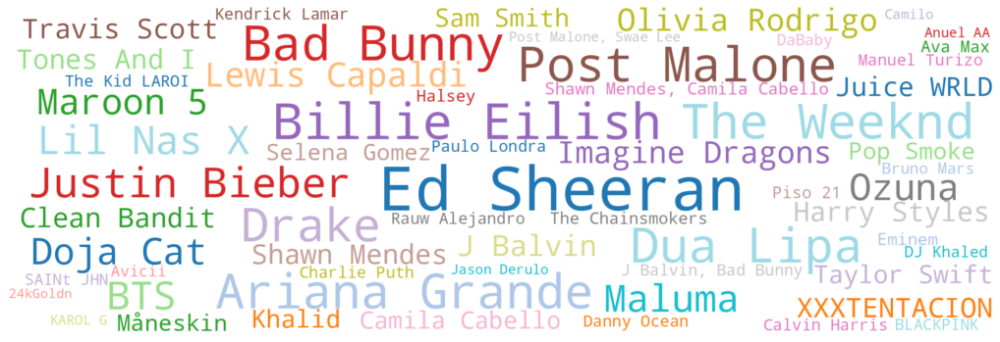 Travis Scott
Kendrick Lamar
Sam Smith
Olivia Rodrigo
Camilo
Bad Bunny
Post Malone, Swae Lee
DaBaby
Anuel AA
Ava Max
Tones And I
Lewis Capaldi
Post Malone
Manuel Turizo
The Kid LAROI
Shawn Mendes, Camila Cabello
Juice WRLD
Maroon 5
Halsey
Billie Eilish
The Weeknd
Lil Nas X
Selena Gomez
Paulo Londra
Imagine Dragons
Pop Smoke
Bruno Mars
Justin Bieber
Ed Sheeran
Piso 21
Ozuna
Clean Bandit
Drake
Rauw Alejandro
The Chainsmokers
Harry Styles
Doja Cat
Shawn Mendes
J Balvin
Dua Lipa
Eminem
DJ Khaled
SAINt JHN
Avicii
Charlie Puth
Jason Derulo
J Balvin, Bad Bunny
Taylor Swift
24kGoldn
BTS
Ariana Grande
Maluma
XXXTENTACION
KAROL G
Måneskin
Khalid
Camila Cabello
Danny Ocean
Calvin Harris
BLACKPINK